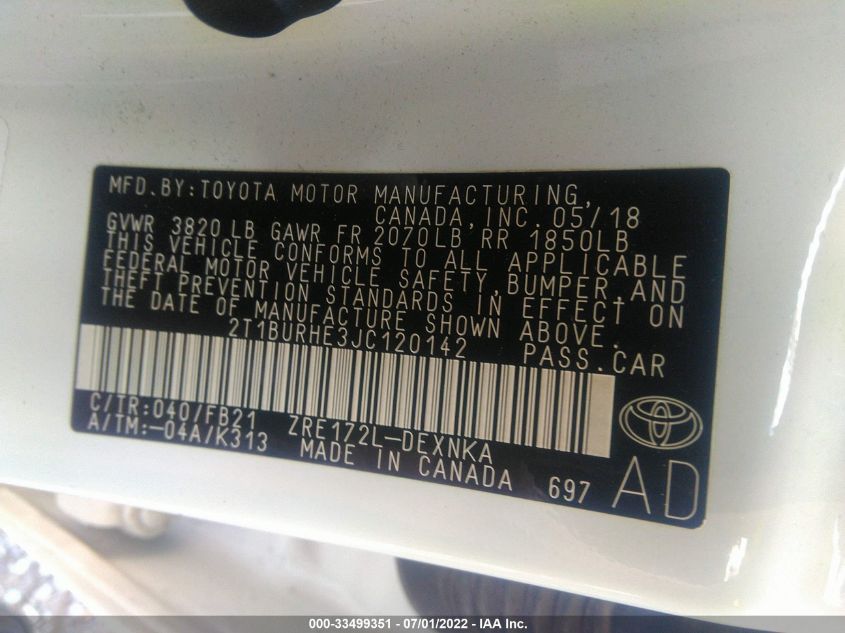 MFD.BY:TOYOTA MOTOR MANUFACTURING,
CANADA,INC.05/18
GVWR 3820LB GAWR FR 2070LB RR 1850LB
THIS VEHICLE CONFORMS TO ALL APPLICABLE
FEDERAL MOTOR VEHICLE SAFETY,BUMPER AND
THEFT PREVENTION STANDARDS IN EFFECT ON
THE DATE OF MANUFACTURE SHOWN ABOVE.
2T1BURHE3JC120142 PASS.CAR
C/TR:040/FB21 ZRE172L-DEXNKA
A/TM:-04A/K313 MADE IN CANADA 697
AD
000-33499351 - 07/01/2022 - IAA Inc.